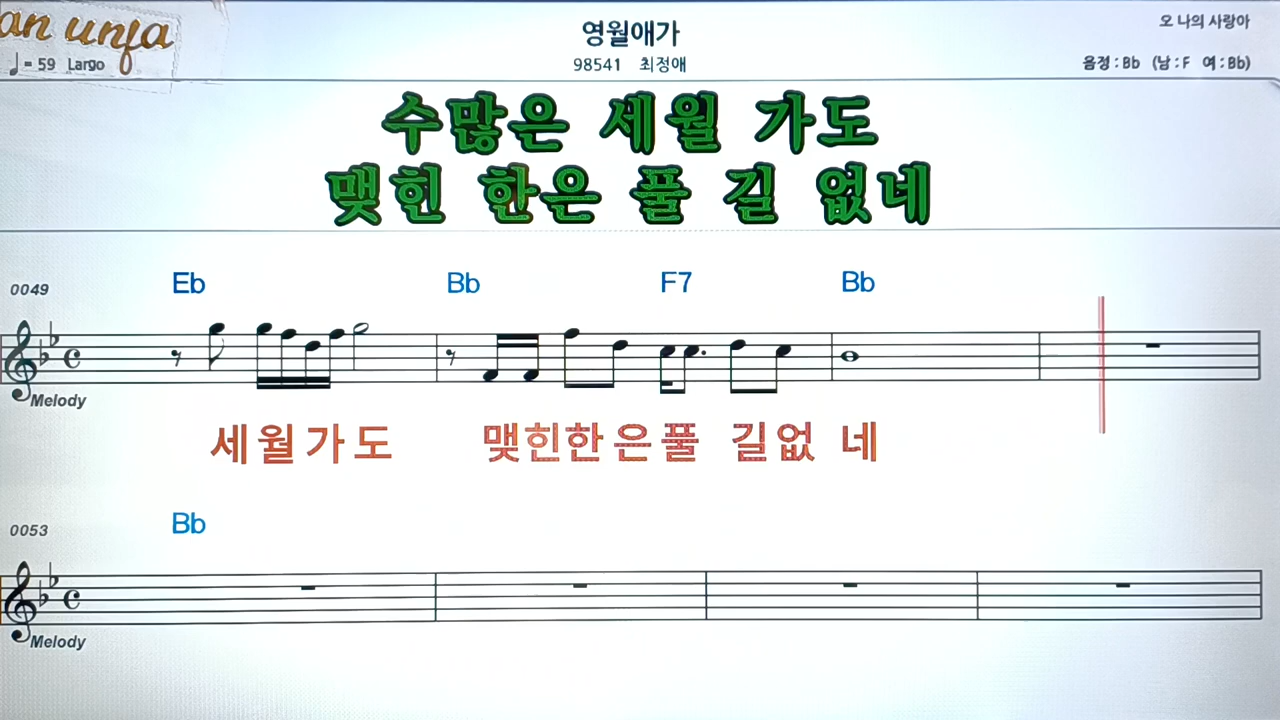 an unfa
오 나의 사랑아
영월애가
♩= 59 Largo
98541 최정애
음정 : Bb (남 : F 여 : Bb)
수많은 세월 가도
맺힌 한은 풀 길 없네
0049
Eb Bb F7 Bb
Melody
세월가도 맺힌한은풀 길없 네
0053
Bb
Melody